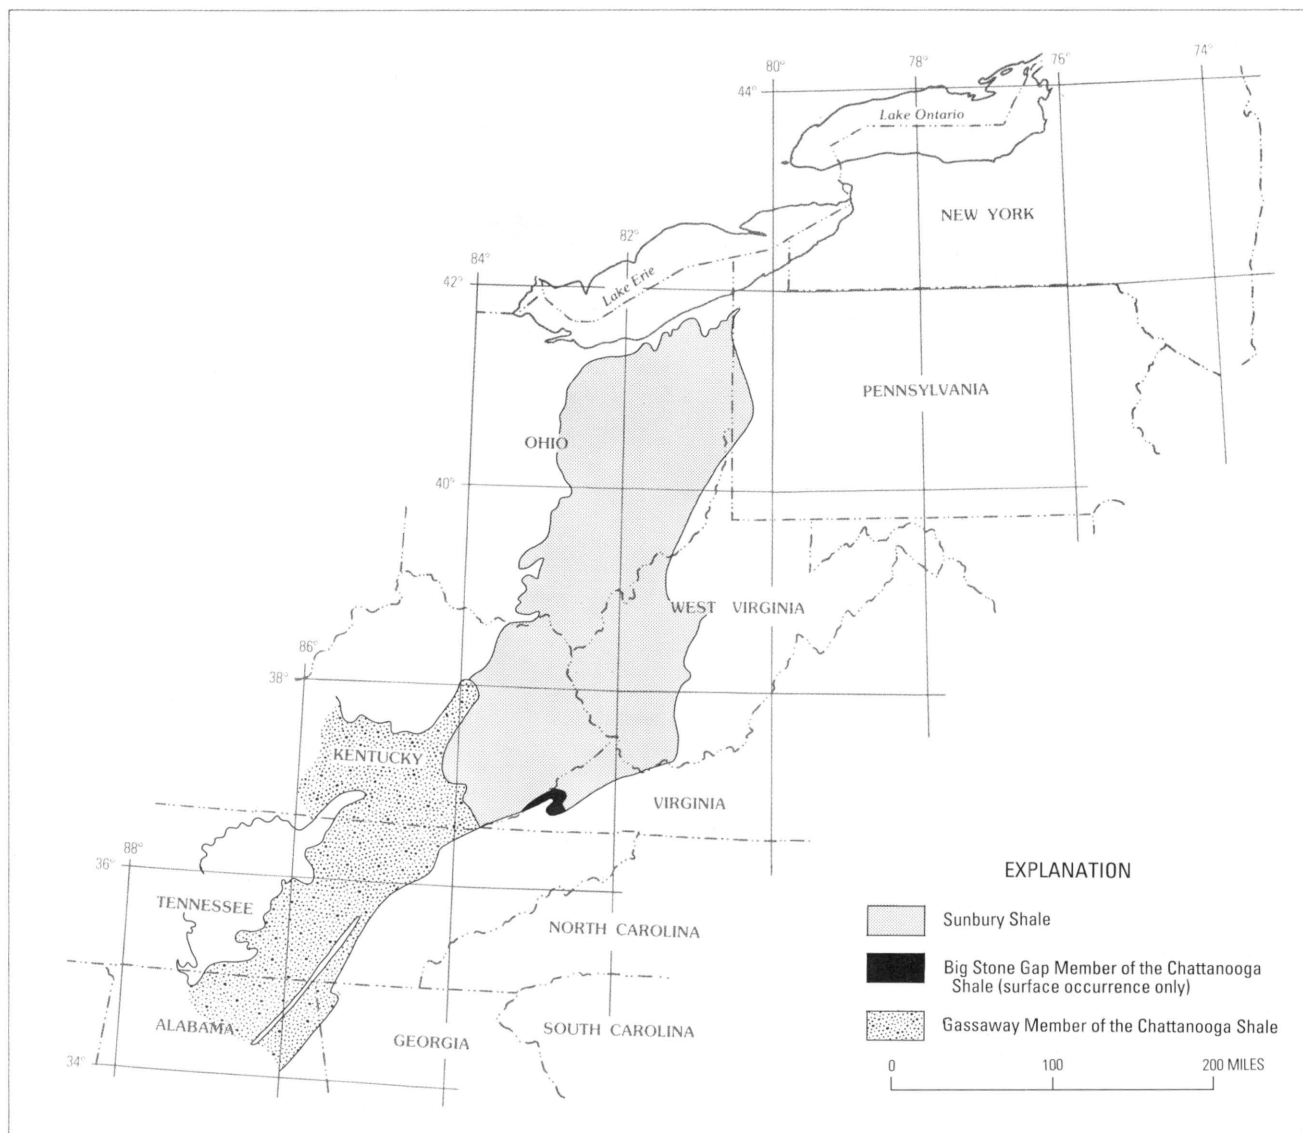 80°
78°
76°
74°
44°
Lake Ontario
NEW YORK
82°
84°
42°
Lake Erie
PENNSYLVANIA
OHIO
40°
WEST VIRGINIA
86°
38°
KENTUCKY
VIRGINIA
88°
36°
TENNESSEE
NORTH CAROLINA
ALABAMA
GEORGIA
SOUTH CAROLINA
34°
EXPLANATION
Sunbury Shale
Big Stone Gap Member of the Chattanooga
Shale (surface occurrence only)
Gassaway Member of the Chattanooga Shale
0 100 200 MILES